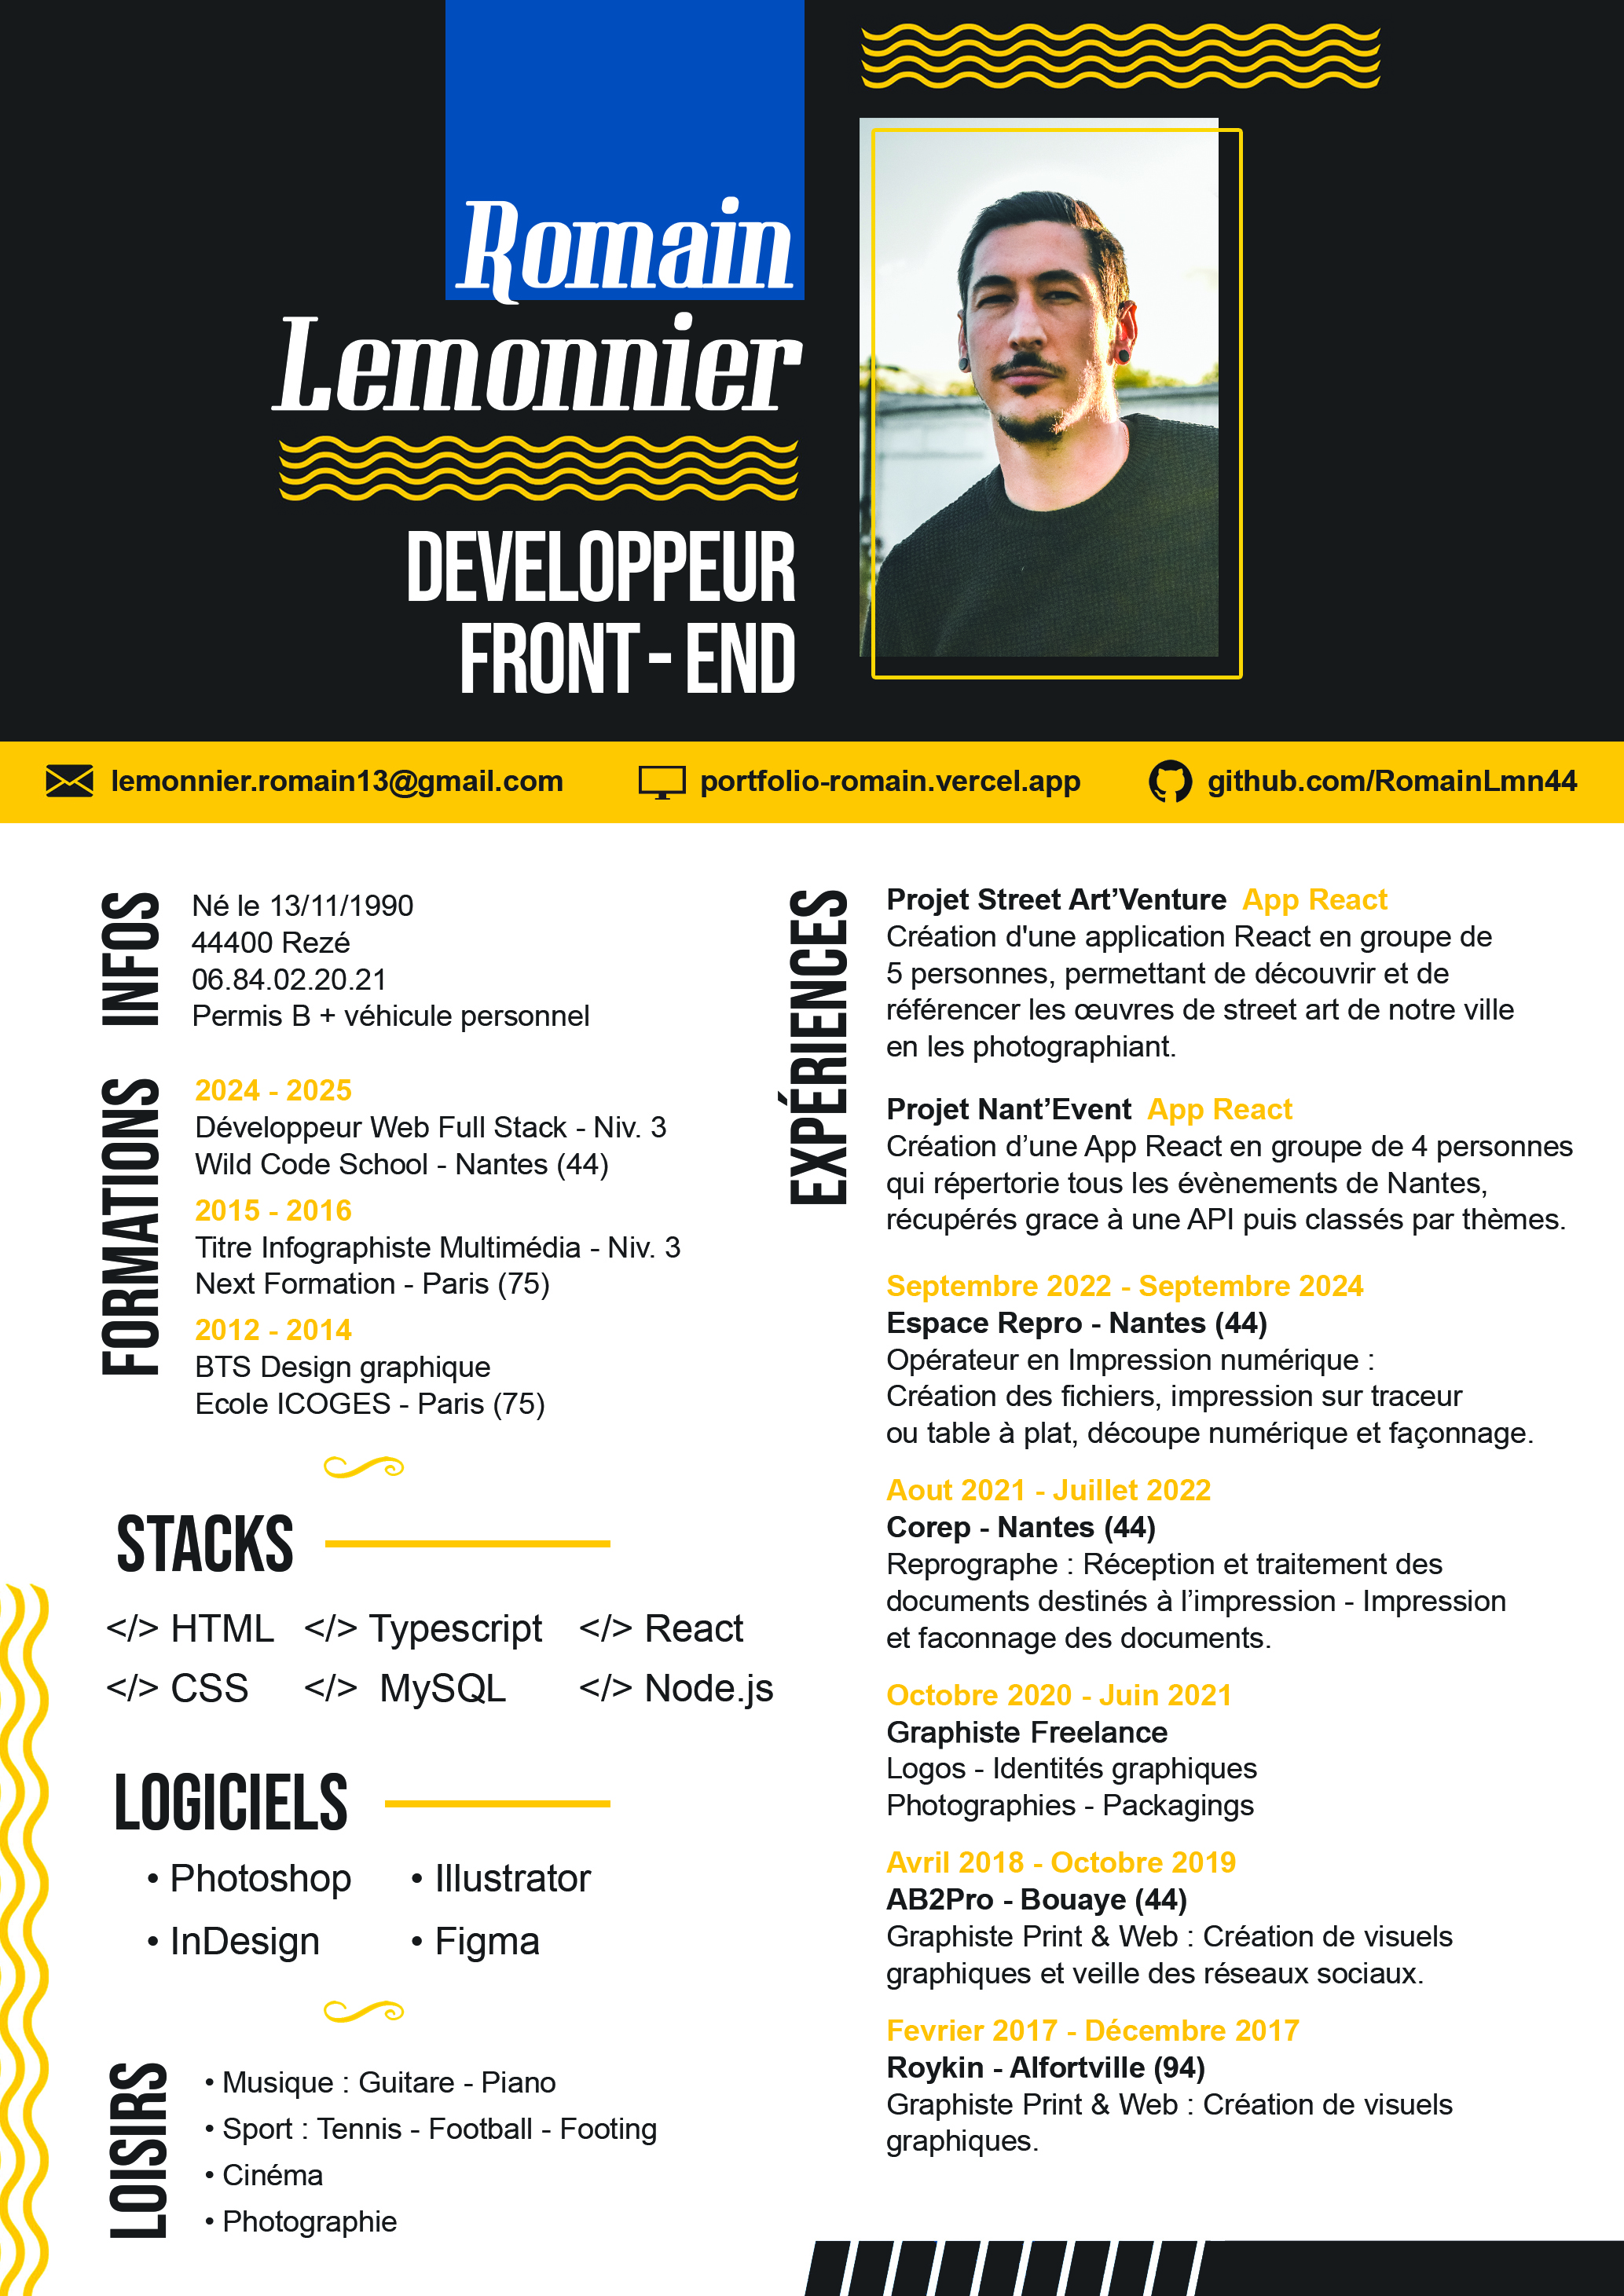 Romain
Lemonnier
DEVELOPPEUR
FRONT - END
lemonnier.romain13@gmail.com
portfolio-romain.vercel.app
github.com/RomainLmn44
INFOS
Né le 13/11/1990
44400 Rezé
06.84.02.20.21
Permis B + véhicule personnel
FORMATIONS
2024 - 2025
Développeur Web Full Stack - Niv. 3
Wild Code School - Nantes (44)
2015 - 2016
Titre Infographiste Multimédia - Niv. 3
Next Formation - Paris (75)
2012 - 2014
BTS Design graphique
Ecole ICOGES - Paris (75)
STACKS
</> HTML </> Typescript </> React
</> CSS </> MySQL </> Node.js
LOGICIELS
• Photoshop • Illustrator
• InDesign • Figma
LOISIRS
• Musique : Guitare - Piano
• Sport : Tennis - Football - Footing
• Cinéma
• Photographie
EXPÉRIENCES
Projet Street Art’Venture App React
Création d'une application React en groupe de
5 personnes, permettant de découvrir et de
référencer les œuvres de street art de notre ville
en les photographiant.
Projet Nant’Event App React
Création d’une App React en groupe de 4 personnes
qui répertorie tous les évènements de Nantes,
récupérés grace à une API puis classés par thèmes.
Septembre 2022 - Septembre 2024
Espace Repro - Nantes (44)
Opérateur en Impression numérique :
Création des fichiers, impression sur traceur
ou table à plat, découpe numérique et façonnage.
Aout 2021 - Juillet 2022
Corep - Nantes (44)
Reprographe : Réception et traitement des
documents destinés à l’impression - Impression
et faconnage des documents.
Octobre 2020 - Juin 2021
Graphiste Freelance
Logos - Identités graphiques
Photographies - Packagings
Avril 2018 - Octobre 2019
AB2Pro - Bouaye (44)
Graphiste Print & Web : Création de visuels
graphiques et veille des réseaux sociaux.
Fevrier 2017 - Décembre 2017
Roykin - Alfortville (94)
Graphiste Print & Web : Création de visuels
graphiques.